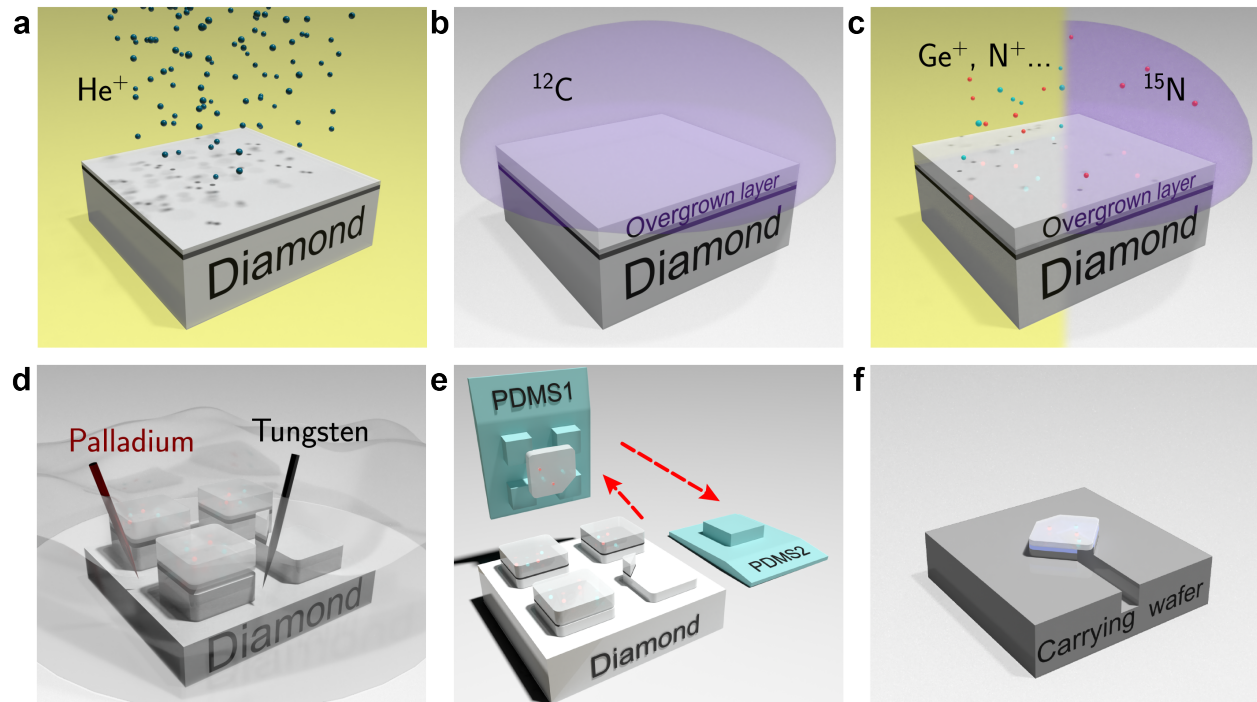 a
He⁺
Diamond
b
¹²C
Overgrown layer
Diamond
c
Ge⁺, N⁺...
¹⁵N
Overgrown layer
Diamond
d
Palladium
Tungsten
Diamond
e
PDMS1
PDMS2
Diamond
f
Carrying wafer